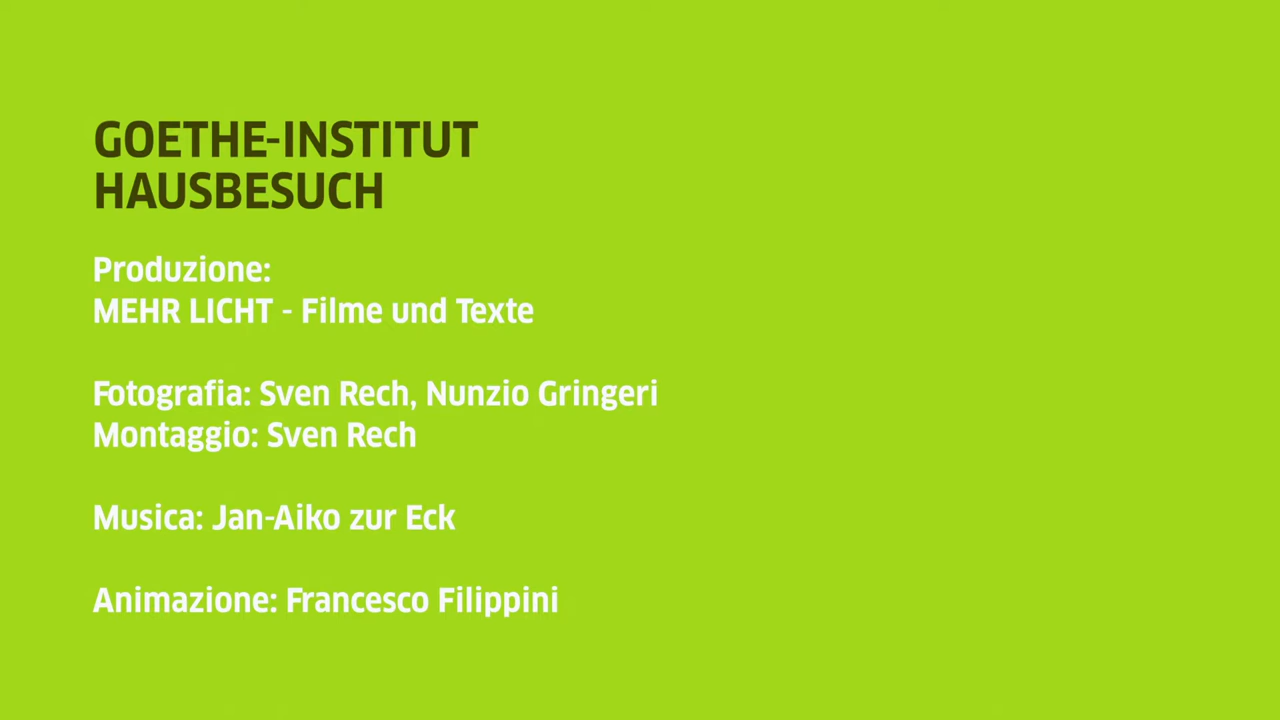 GOETHE-INSTITUT
HAUSBESUCH
Produzione:
MEHR LICHT - Filme und Texte
Fotografia: Sven Rech, Nunzio Gringeri
Montaggio: Sven Rech
Musica: Jan-Aiko zur Eck
Animazione: Francesco Filippini